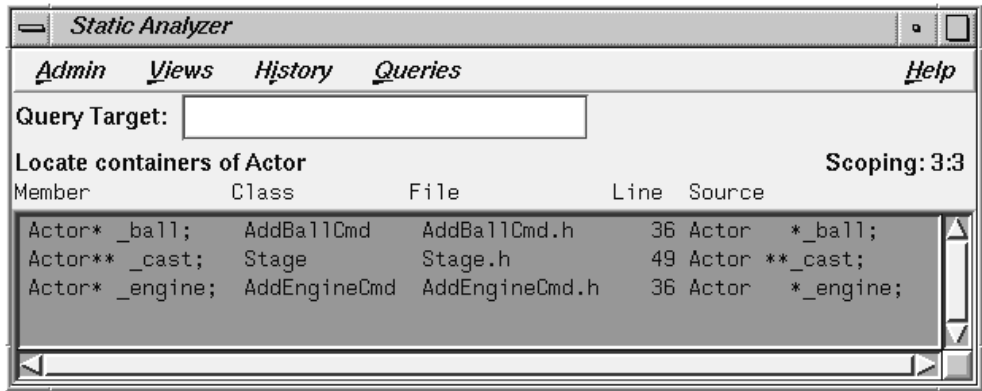 Static Analyzer
Admin Views History Queries Help
Query Target:
Locate containers of Actor Scoping: 3:3
Member Class File Line Source
Actor* _ball; AddBallCmd AddBallCmd.h 36 Actor *_ball;
Actor** _cast; Stage Stage.h 49 Actor **_cast;
Actor* _engine; AddEngineCmd AddEngineCmd.h 36 Actor *_engine;